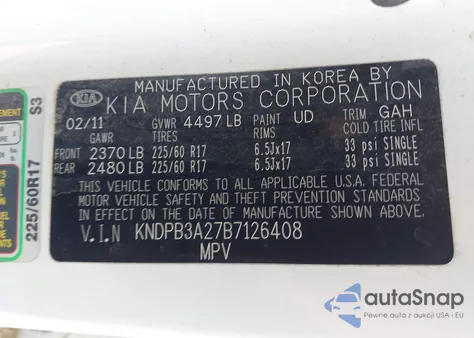 MANUFACTURED IN KOREA BY
KIA KIA MOTORS CORPORATION
02/11 GVWR 4497 LB PAINT UD TRIM GAH
GAWR TIRES RIMS COLD TIRE INFL
FRONT 2370 LB 225/60 R17 6.5Jx17 33 psi SINGLE
REAR 2480 LB 225/60 R17 6.5Jx17 33 psi SINGLE
THIS VEHICLE CONFORMS TO ALL APPLICABLE U.S.A. FEDERAL
MOTOR VEHICLE SAFETY AND THEFT PREVENTION
STANDARDS IN EFFECT ON THE DATE OF MANUFACTURE SHOWN ABOVE.
V.I.N KNDPB3A27B7126408
MPV
225/60R17 S3
autoSnap
Pewne auta z USA i EU